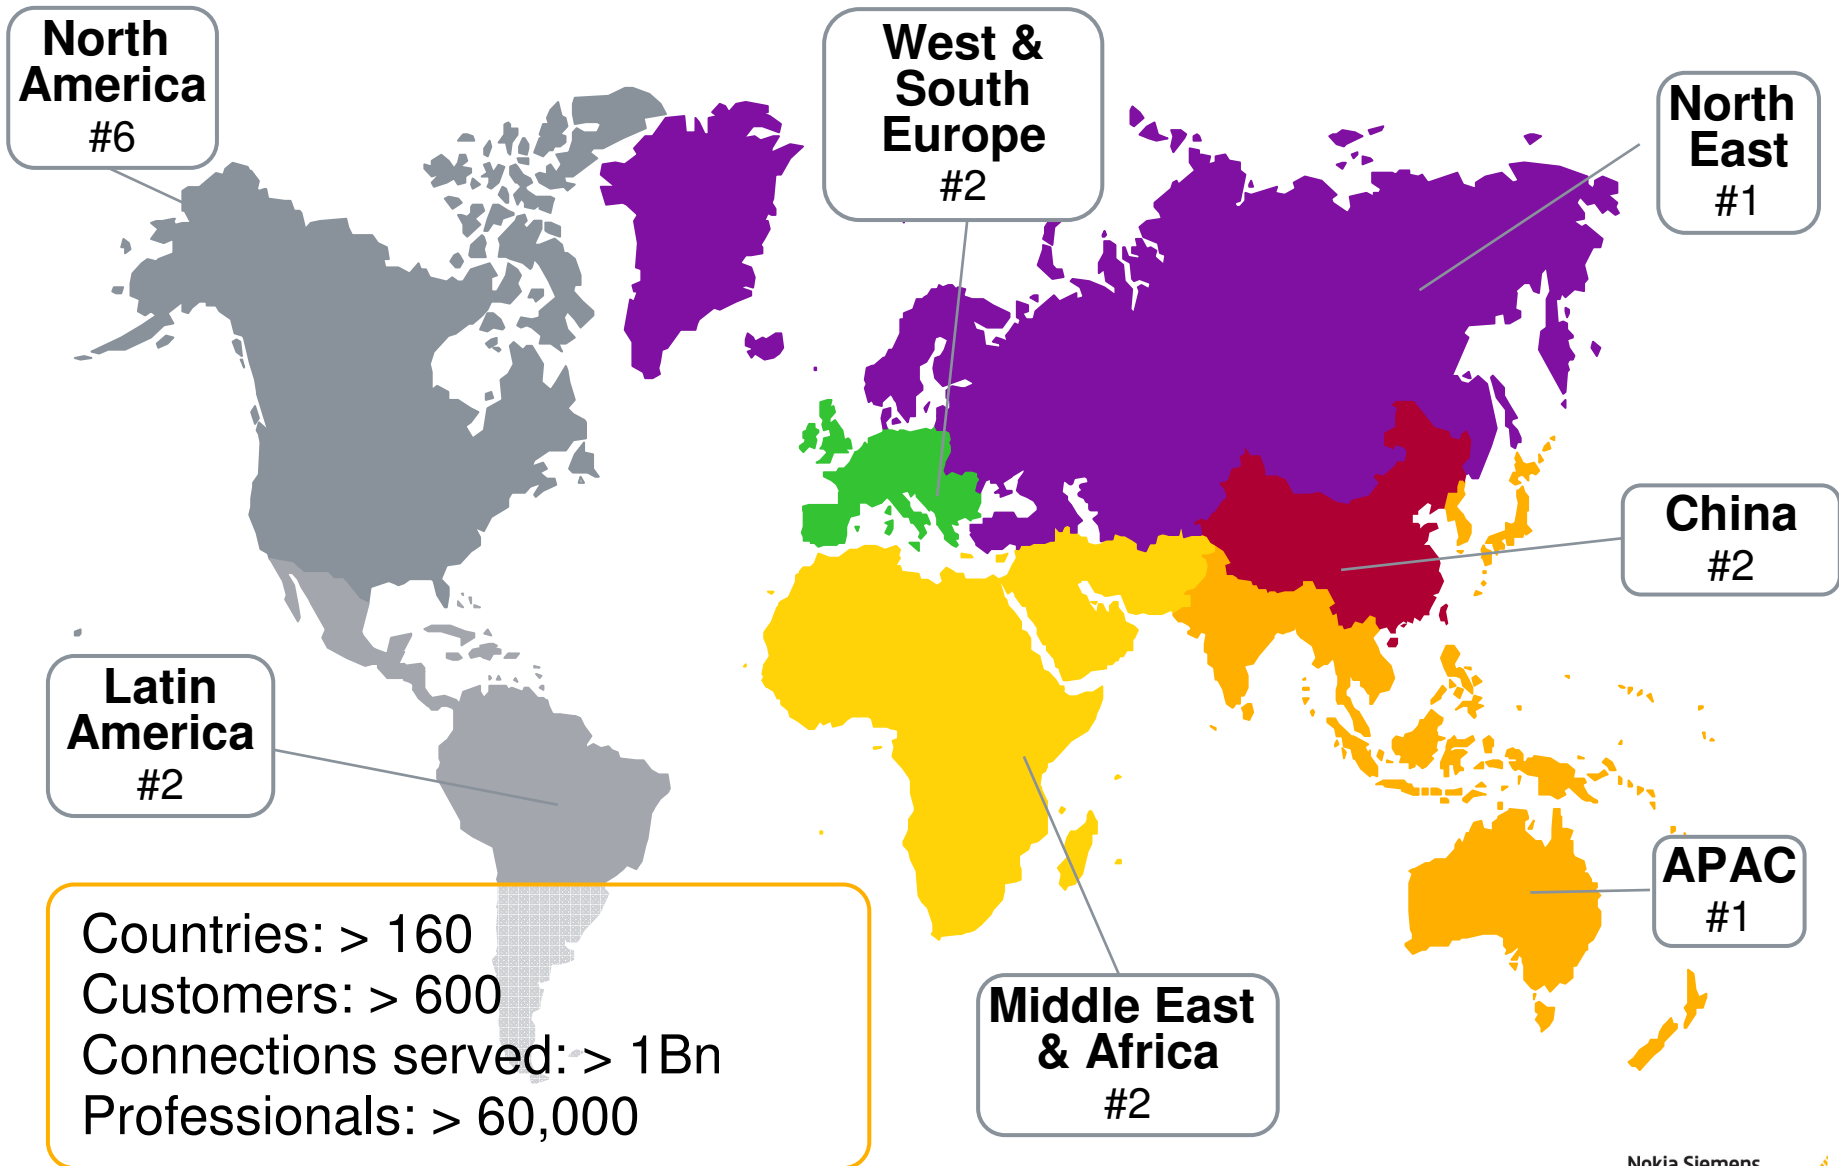 North
America
#6
West &
South
Europe
#2
North
East
#1
China
#2
Latin
America
#2
APAC
#1
Middle East
& Africa
#2
Countries: > 160
Customers: > 600
Connections served: > 1Bn
Professionals: > 60,000
Nokia Siemens